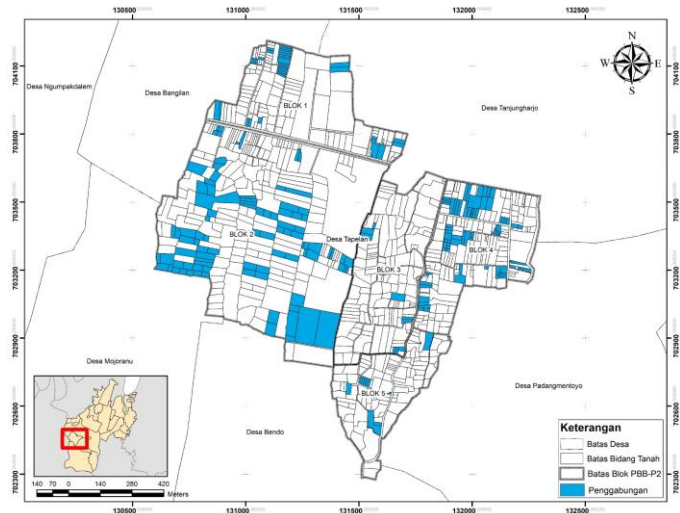 130500 131000 131500 132000 132500
704100 704100
703800 703800
703500 703500
703200 703200
702900 702900
702600 702600
702300 702300
N
W E
S
Desa Ngumpakdalem
Desa Bangilan
Desa Tanjungharjo
BLOK 1
BLOK 2
Desa Tapelan
BLOK 4
BLOK 3
Desa Mojoranu
Desa Padangmentoyo
BLOK 5
Desa Bendo
Keterangan
Batas Desa
Batas Bidang Tanah
Batas Blok PBB-P2
Penggabungan
140 70 0 140 280 420
Meters
130500 131000 131500 132000 132500